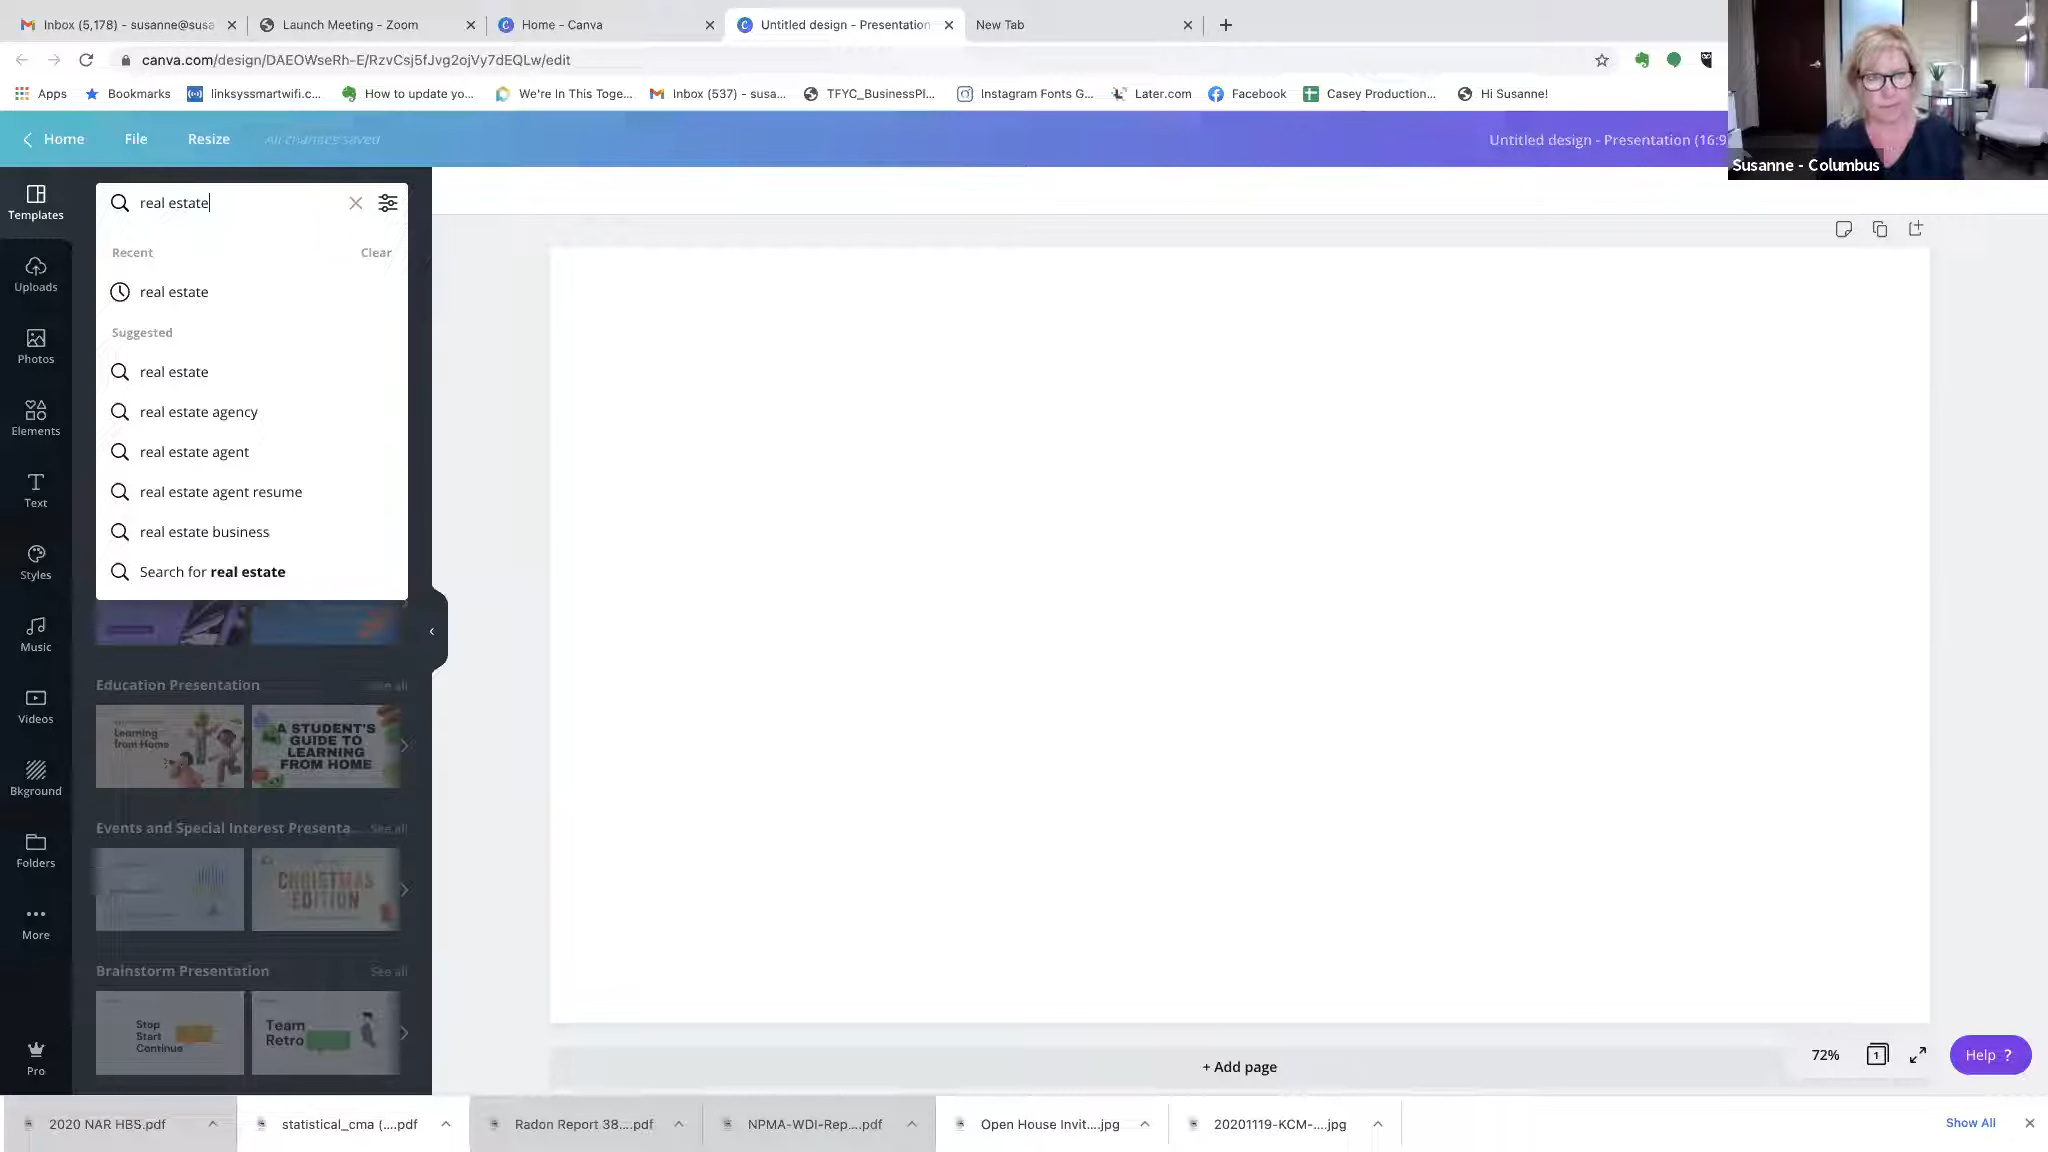 Inbox (5,178) - susanne@susa
Launch Meeting - Zoom
Home - Canva
Untitled design - Presentation
New Tab
canva.com/design/DAEOWseRh-E/RzvCsj5fJvg2ojVy7dEQLw/edit
Apps
Bookmarks
linksyssmartwifi.c...
How to update yo...
We're In This Toge...
Inbox (537) - susa...
TFYC_BusinessPl...
Instagram Fonts G...
Later.com
Facebook
Casey Production...
Hi Susanne!
Home
File
Resize
All changes saved
Untitled design - Presentation (16:9
Susanne - Columbus
Templates
Uploads
Photos
Elements
Text
Styles
Music
Videos
Bkground
Folders
More
Pro
real estate
Recent
Clear
real estate
Suggested
real estate
real estate agency
real estate agent
real estate agent resume
real estate business
Search for real estate
Education Presentation
See all
Learning
from Home
A STUDENT'S
GUIDE TO
LEARNING
FROM HOME
Events and Special Interest Presenta...
See all
CHRISTMAS
EDITION
Brainstorm Presentation
See all
Stop
Start
Continue
Team
Retro
+ Add page
72%
1
Help ?
2020 NAR HBS.pdf
statistical_cma (....pdf
Radon Report 38....pdf
NPMA-WDI-Rep....pdf
Open House Invit....jpg
20201119-KCM-....jpg
Show All